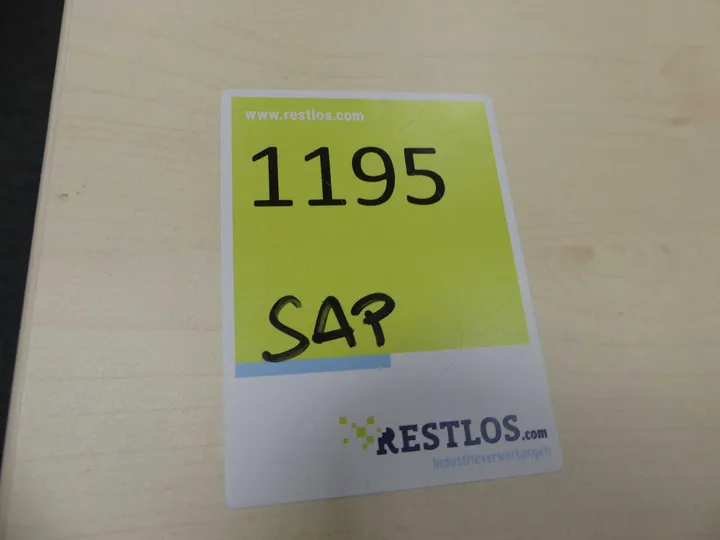 www.restlos.com
1195
SAP
RESTLOS.com
Industrieverwertungen